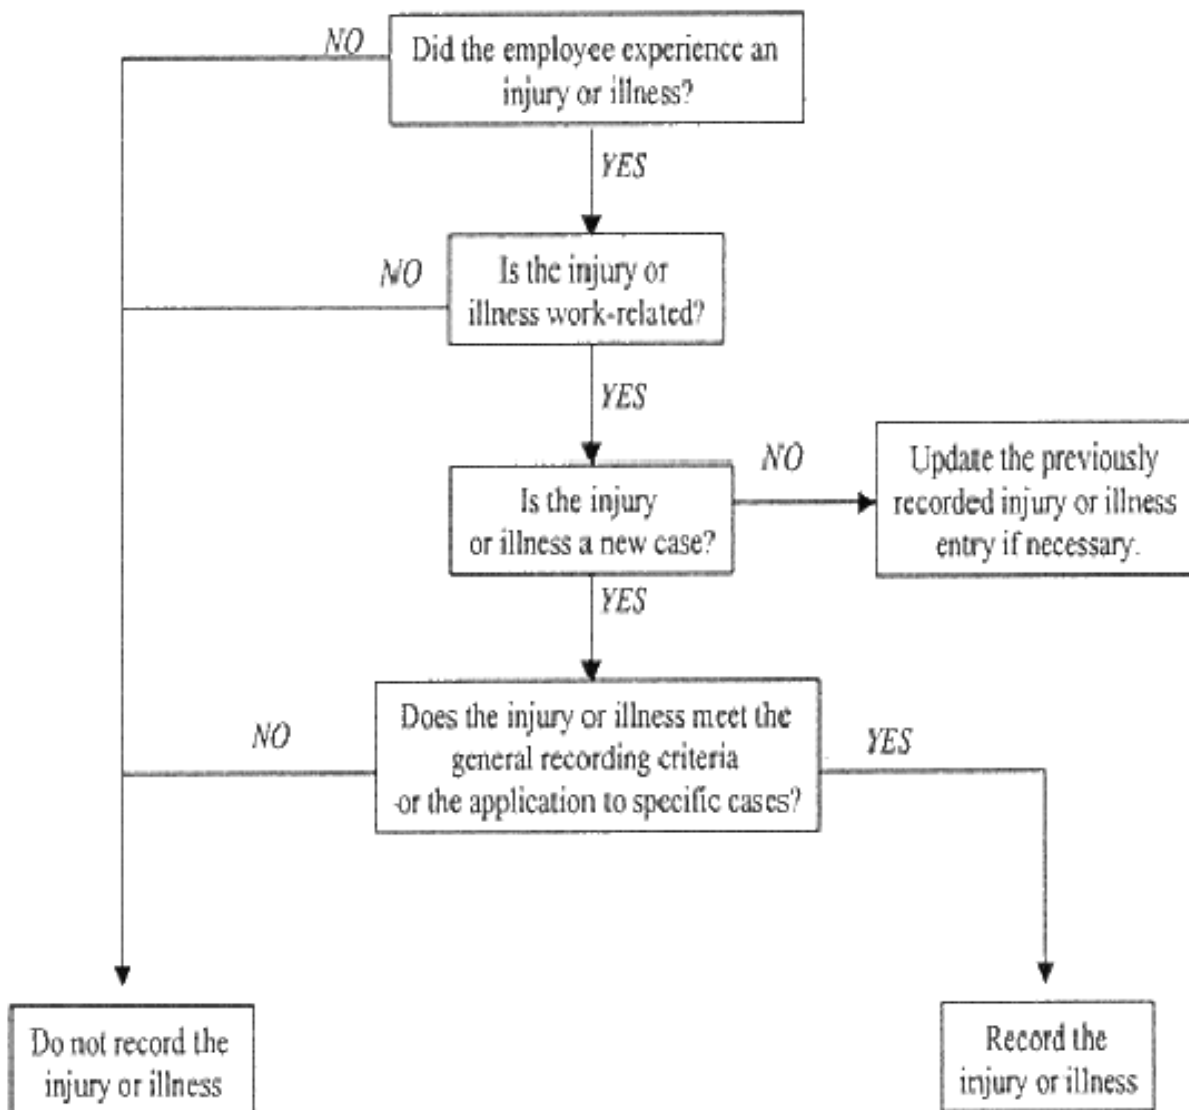 NO
Did the employee experience an
injury or illness?
YES
NO
Is the injury or
illness work-related?
YES
Is the injury
or illness a new case?
NO
Update the previously
recorded injury or illness
entry if necessary.
YES
Does the injury or illness meet the
general recording criteria
or the application to specific cases?
NO
YES
Do not record the
injury or illness
Record the
injury or illness